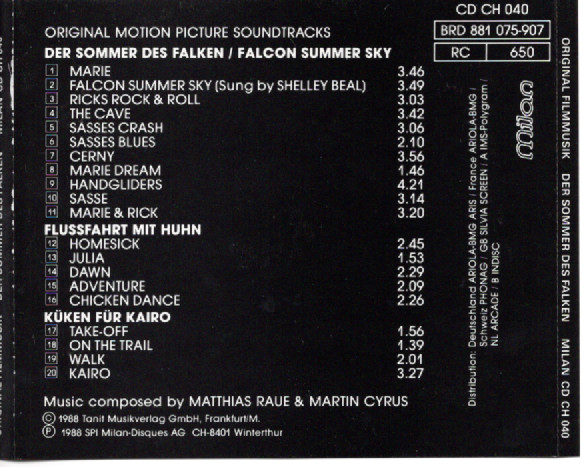 CD CH 040
BRD 881 075-907
RC 650
ORIGINAL MOTION PICTURE SOUNDTRACKS
DER SOMMER DES FALKEN / FALCON SUMMER SKY
1 MARIE 3.46
2 FALCON SUMMER SKY (Sung by SHELLEY BEAL) 3.49
3 RICKS ROCK & ROLL 3.03
4 THE CAVE 3.42
5 SASSES CRASH 3.06
6 SASSES BLUES 2.10
7 CERNY 3.56
8 MARIE DREAM 1.46
9 HANDGLIDERS 4.21
10 SASSE 3.14
11 MARIE & RICK 3.20
FLUSSFAHRT MIT HUHN
12 HOMESICK 2.45
13 JULIA 1.53
14 DAWN 2.29
15 ADVENTURE 2.09
16 CHICKEN DANCE 2.26
KÜKEN FÜR KAIRO
17 TAKE-OFF 1.56
18 ON THE TRAIL 1.39
19 WALK 2.01
20 KAIRO 3.27
Music composed by MATTHIAS RAUE & MARTIN CYRUS
© 1988 Tanit Musikverlag GmbH, Frankfurt/M.
℗ 1988 SPI Milan-Disques AG CH-8401 Winterthur
Distribution: Deutschland ARIOLA-BMG ARIS / France ARIOLA-BMG /
Schweiz PHONAG / GB SILVIA SCREEN / A IMS-Polygram /
NL ARCADE / B INDISC
milan
ORIGINAL FILMMUSIK DER SOMMER DES FALKEN MILAN CD CH 040